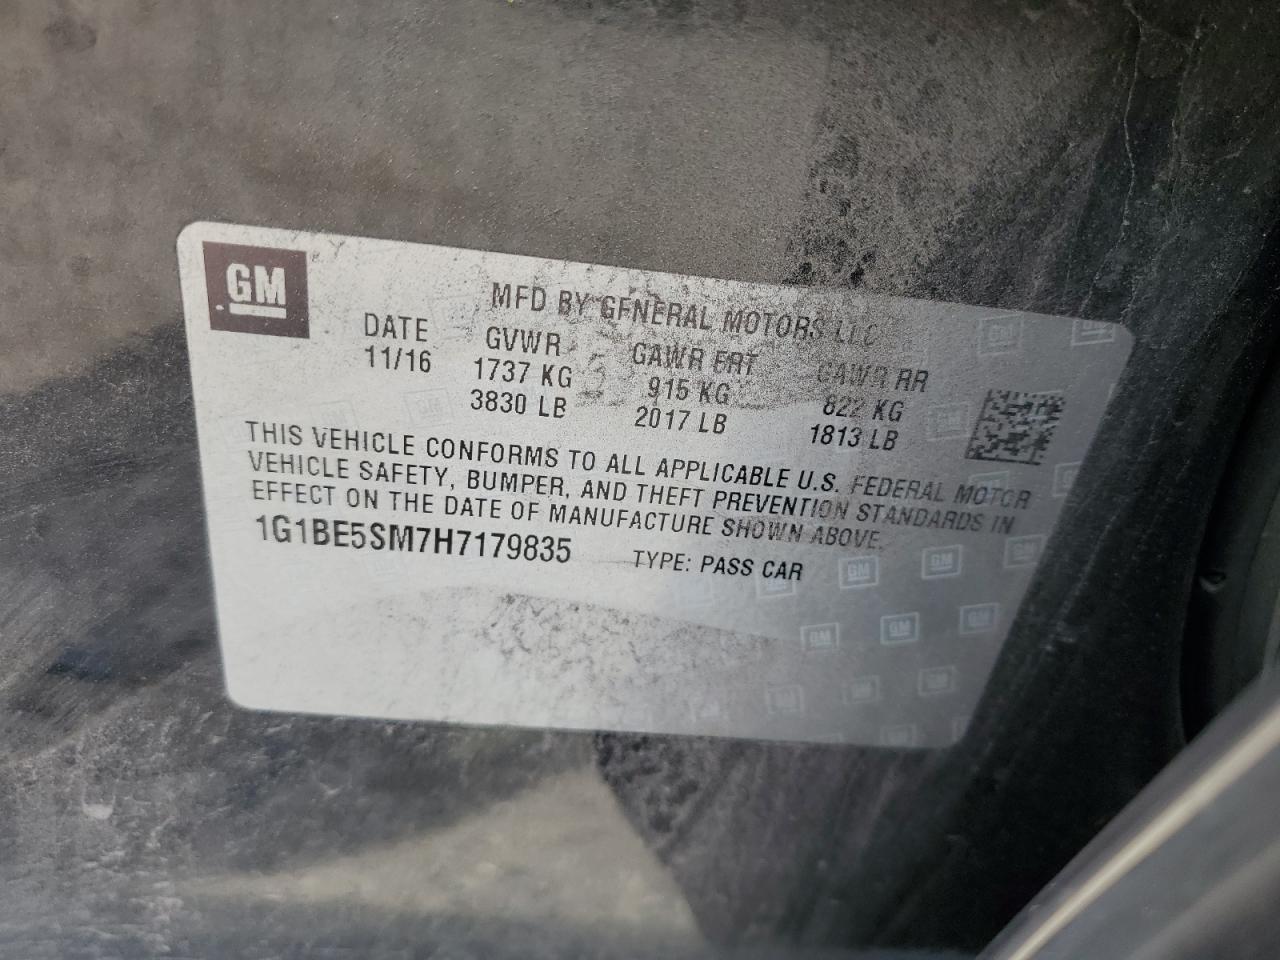 GM
MFD BY GENERAL MOTORS LLC
DATE GVWR GAWR FRT GAWR RR
11/16 1737 KG 915 KG 822 KG
3830 LB 2017 LB 1813 LB
THIS VEHICLE CONFORMS TO ALL APPLICABLE U.S. FEDERAL MOTOR
VEHICLE SAFETY, BUMPER, AND THEFT PREVENTION STANDARDS IN
EFFECT ON THE DATE OF MANUFACTURE SHOWN ABOVE.
1G1BE5SM7H7179835 TYPE: PASS CAR